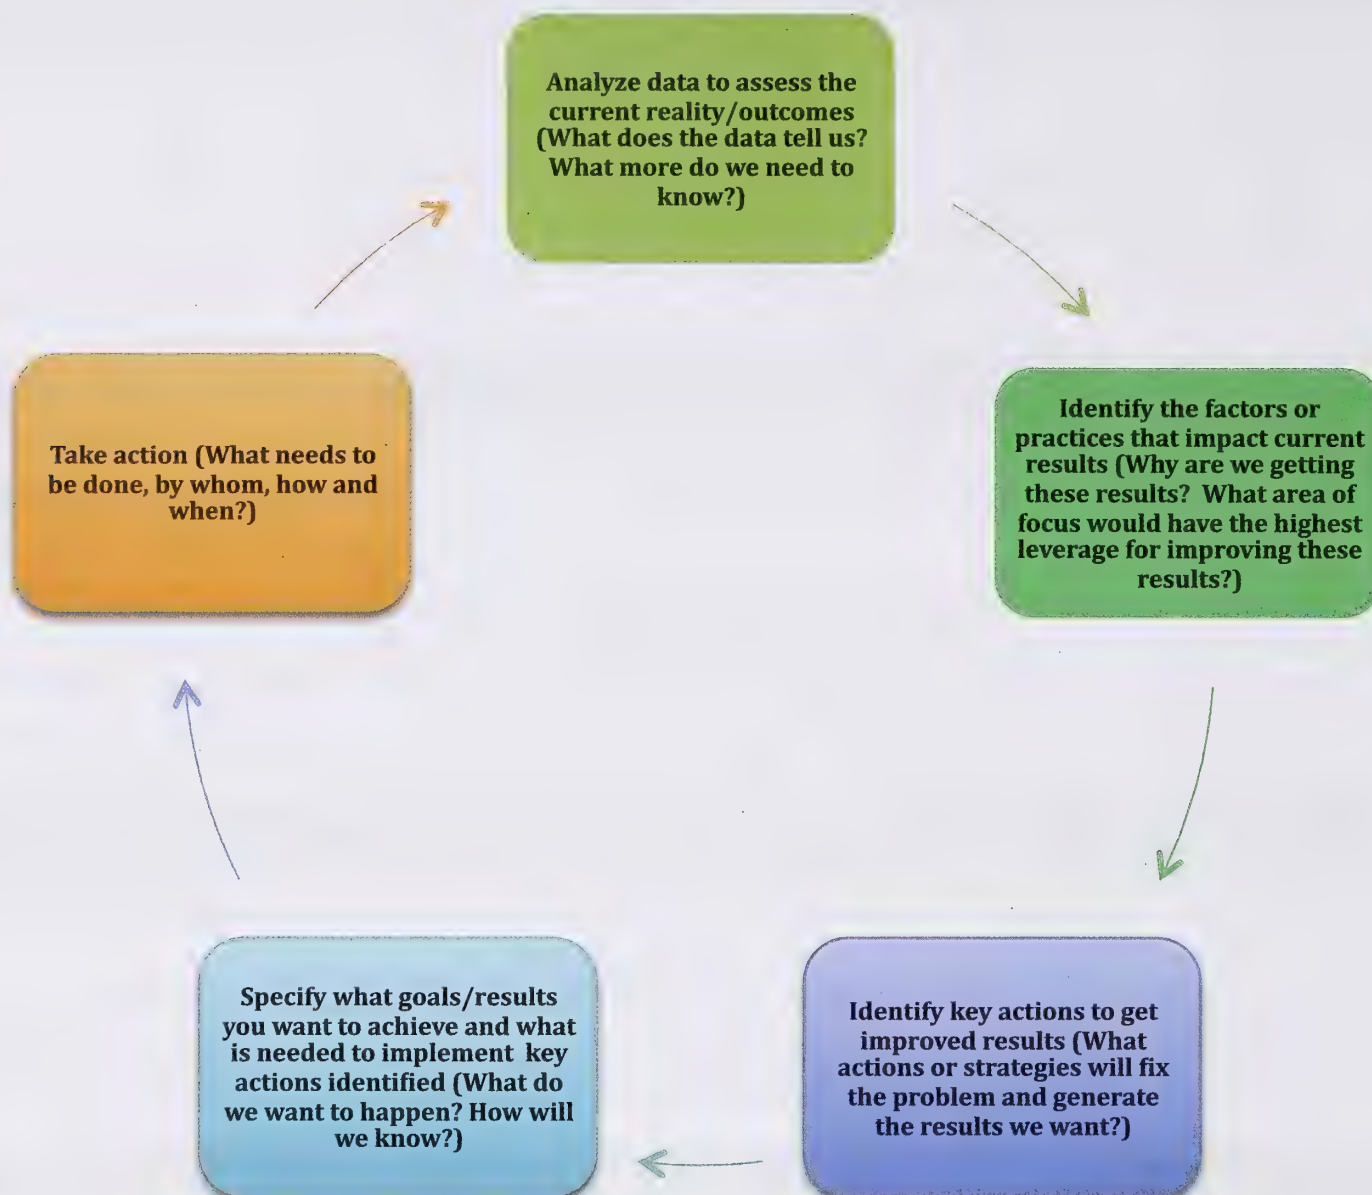 Analyze data to assess the
current reality/outcomes
(What does the data tell us?
What more do we need to
know?)
Identify the factors or
practices that impact current
results (Why are we getting
these results?  What area of
focus would have the highest
leverage for improving these
results?)
Identify key actions to get
improved results (What
actions or strategies will fix
the problem and generate
the results we want?)
Specify what goals/results
you want to achieve and what
is needed to implement  key
actions identified (What do
we want to happen? How will
we know?)
Take action (What needs to
be done, by whom, how and
when?)